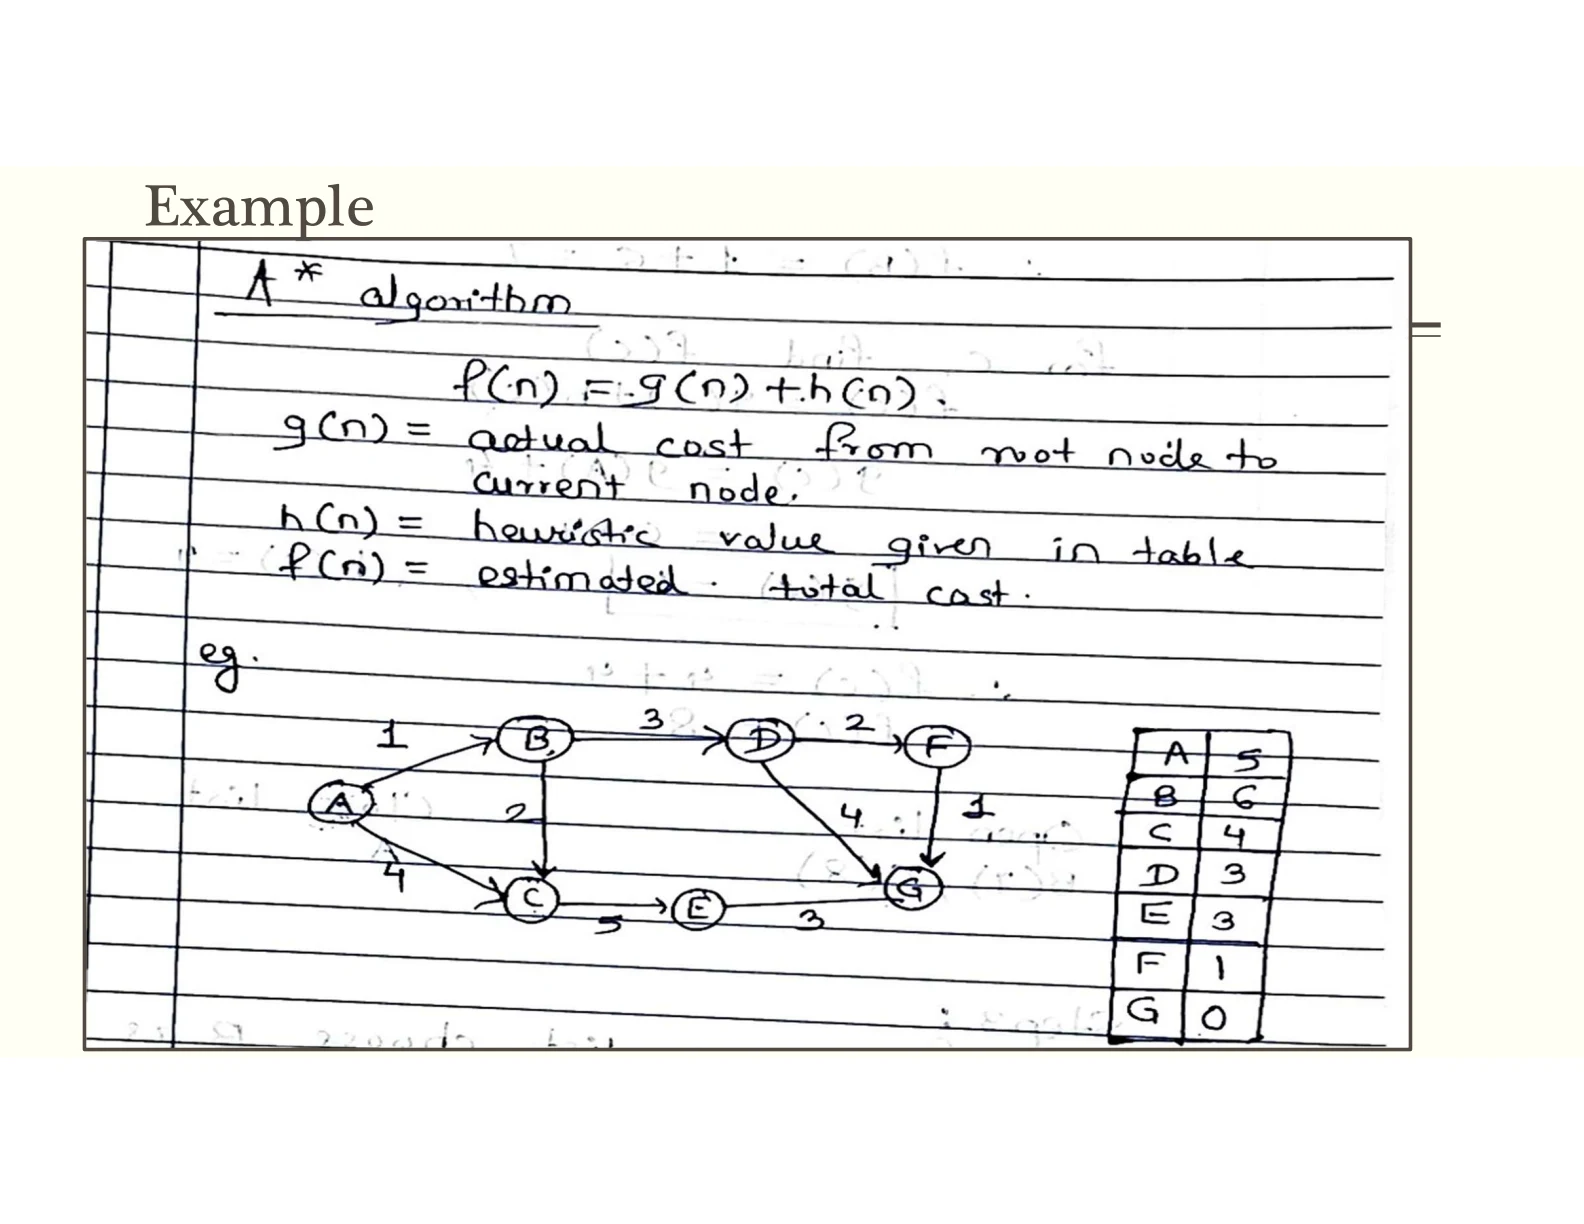 Example
A* algorithm
f(n) = g(n) + h(n).
g(n) = actual cost from root node to
current node.
h(n) = heuristic value given in table
f(n) = estimated total cost.
eg.
1 B 3 D 2 F
A 2 4 1
4 C 5 E 3 G
A 5
B 6
C 4
D 3
E 3
F 1
G 0